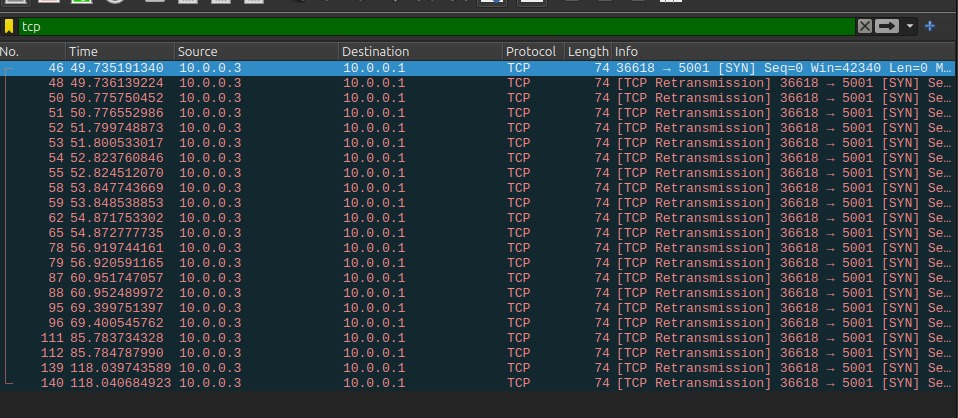 tcp
No. Time Source Destination Protocol Length Info
46 49.735191340 10.0.0.3 10.0.0.1 TCP 74 36618 → 5001 [SYN] Seq=0 Win=42340 Len=0 M…
48 49.736139224 10.0.0.3 10.0.0.1 TCP 74 [TCP Retransmission] 36618 → 5001 [SYN] Se…
50 50.775750452 10.0.0.3 10.0.0.1 TCP 74 [TCP Retransmission] 36618 → 5001 [SYN] Se…
51 50.776552986 10.0.0.3 10.0.0.1 TCP 74 [TCP Retransmission] 36618 → 5001 [SYN] Se…
52 51.799748873 10.0.0.3 10.0.0.1 TCP 74 [TCP Retransmission] 36618 → 5001 [SYN] Se…
53 51.800533017 10.0.0.3 10.0.0.1 TCP 74 [TCP Retransmission] 36618 → 5001 [SYN] Se…
54 52.823760846 10.0.0.3 10.0.0.1 TCP 74 [TCP Retransmission] 36618 → 5001 [SYN] Se…
55 52.824512070 10.0.0.3 10.0.0.1 TCP 74 [TCP Retransmission] 36618 → 5001 [SYN] Se…
58 53.847743669 10.0.0.3 10.0.0.1 TCP 74 [TCP Retransmission] 36618 → 5001 [SYN] Se…
59 53.848538853 10.0.0.3 10.0.0.1 TCP 74 [TCP Retransmission] 36618 → 5001 [SYN] Se…
62 54.871753302 10.0.0.3 10.0.0.1 TCP 74 [TCP Retransmission] 36618 → 5001 [SYN] Se…
65 54.872777735 10.0.0.3 10.0.0.1 TCP 74 [TCP Retransmission] 36618 → 5001 [SYN] Se…
78 56.919744161 10.0.0.3 10.0.0.1 TCP 74 [TCP Retransmission] 36618 → 5001 [SYN] Se…
79 56.920591165 10.0.0.3 10.0.0.1 TCP 74 [TCP Retransmission] 36618 → 5001 [SYN] Se…
87 60.951747057 10.0.0.3 10.0.0.1 TCP 74 [TCP Retransmission] 36618 → 5001 [SYN] Se…
88 60.952489972 10.0.0.3 10.0.0.1 TCP 74 [TCP Retransmission] 36618 → 5001 [SYN] Se…
95 69.399751397 10.0.0.3 10.0.0.1 TCP 74 [TCP Retransmission] 36618 → 5001 [SYN] Se…
96 69.400545762 10.0.0.3 10.0.0.1 TCP 74 [TCP Retransmission] 36618 → 5001 [SYN] Se…
111 85.783734328 10.0.0.3 10.0.0.1 TCP 74 [TCP Retransmission] 36618 → 5001 [SYN] Se…
112 85.784787990 10.0.0.3 10.0.0.1 TCP 74 [TCP Retransmission] 36618 → 5001 [SYN] Se…
139 118.039743589 10.0.0.3 10.0.0.1 TCP 74 [TCP Retransmission] 36618 → 5001 [SYN] Se…
140 118.040684923 10.0.0.3 10.0.0.1 TCP 74 [TCP Retransmission] 36618 → 5001 [SYN] Se…